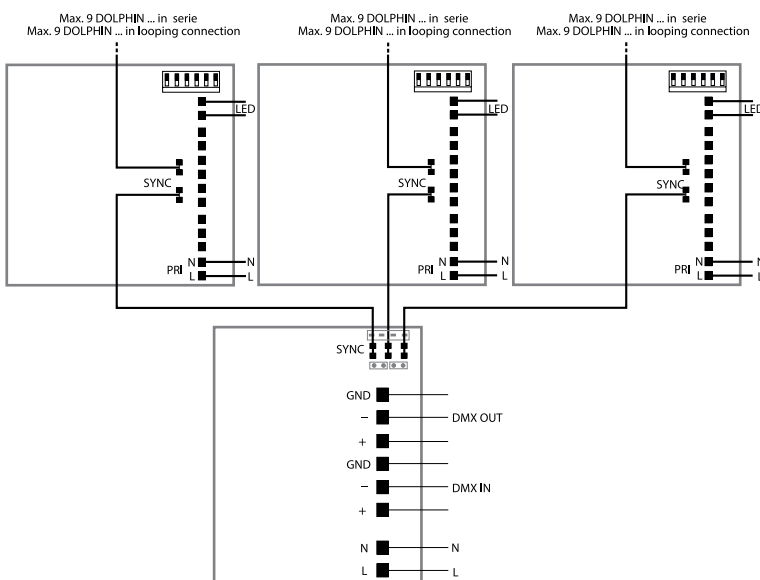 Max. 9 DOLPHIN ... in serie
Max. 9 DOLPHIN ... in looping connection
Max. 9 DOLPHIN ... in serie
Max. 9 DOLPHIN ... in looping connection
Max. 9 DOLPHIN ... in serie
Max. 9 DOLPHIN ... in looping connection
LED
LED
LED
SYNC
SYNC
SYNC
PRI
N
N
L
L
PRI
N
N
L
L
PRI
N
N
L
L
SYNC
GND
– DMX OUT
+
GND
– DMX IN
+
N N
L L